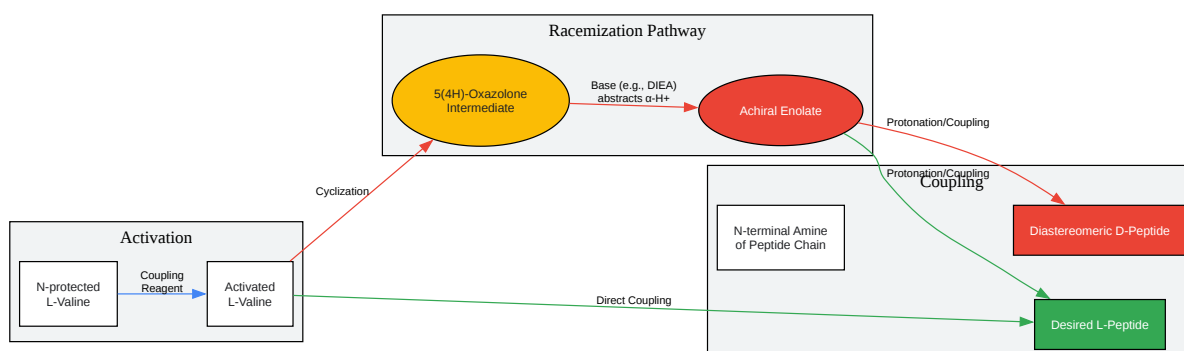 Racemization Pathway
5(4H)-Oxazolone
Intermediate
Base (e.g., DIEA)
abstracts α-H+
Achiral Enolate
Protonation/Coupling
Protonation/Coupling
Cyclization
Coupling
N-terminal Amine
of Peptide Chain
Diastereomeric D-Peptide
Activation
N-protected
L-Valine
Coupling
Reagent
Activated
L-Valine
Direct Coupling
Desired L-Peptide